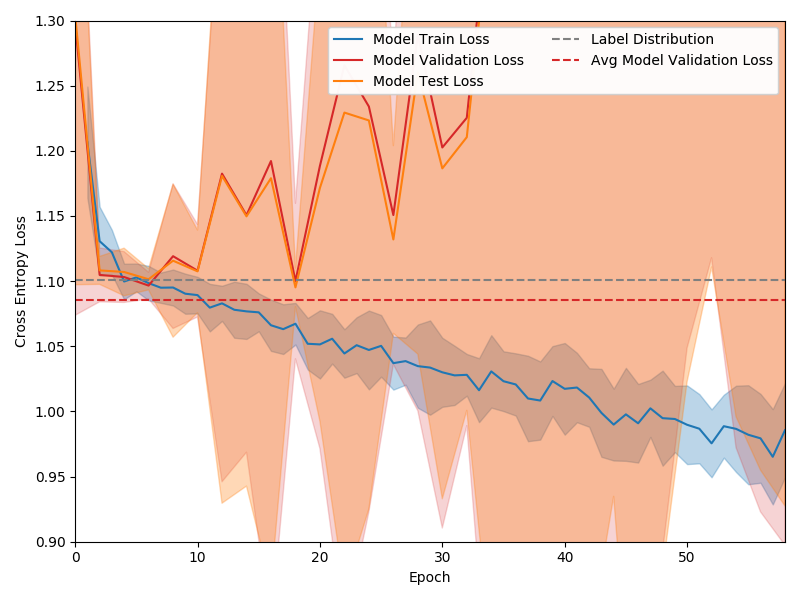 Model Train Loss
Model Validation Loss
Model Test Loss
Label Distribution
Avg Model Validation Loss
Cross Entropy Loss
1.30
1.25
1.20
1.15
1.10
1.05
1.00
0.95
0.90
0 10 20 30 40 50
Epoch